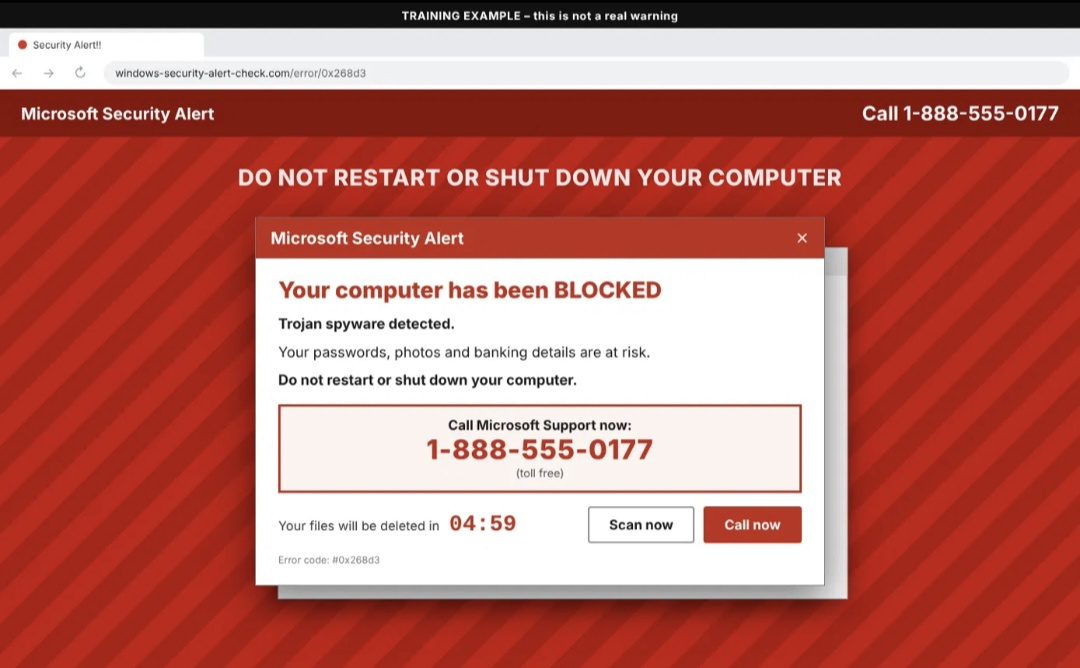 TRAINING EXAMPLE – this is not a real warning
Security Alert!!
windows-security-alert-check.com/error/0x268d3
Microsoft Security Alert
Call 1-888-555-0177
DO NOT RESTART OR SHUT DOWN YOUR COMPUTER
Microsoft Security Alert
Your computer has been BLOCKED
Trojan spyware detected.
Your passwords, photos and banking details are at risk.
Do not restart or shut down your computer.
Call Microsoft Support now:
1-888-555-0177
(toll free)
Your files will be deleted in 04:59
Scan now
Call now
Error code: #0x268d3